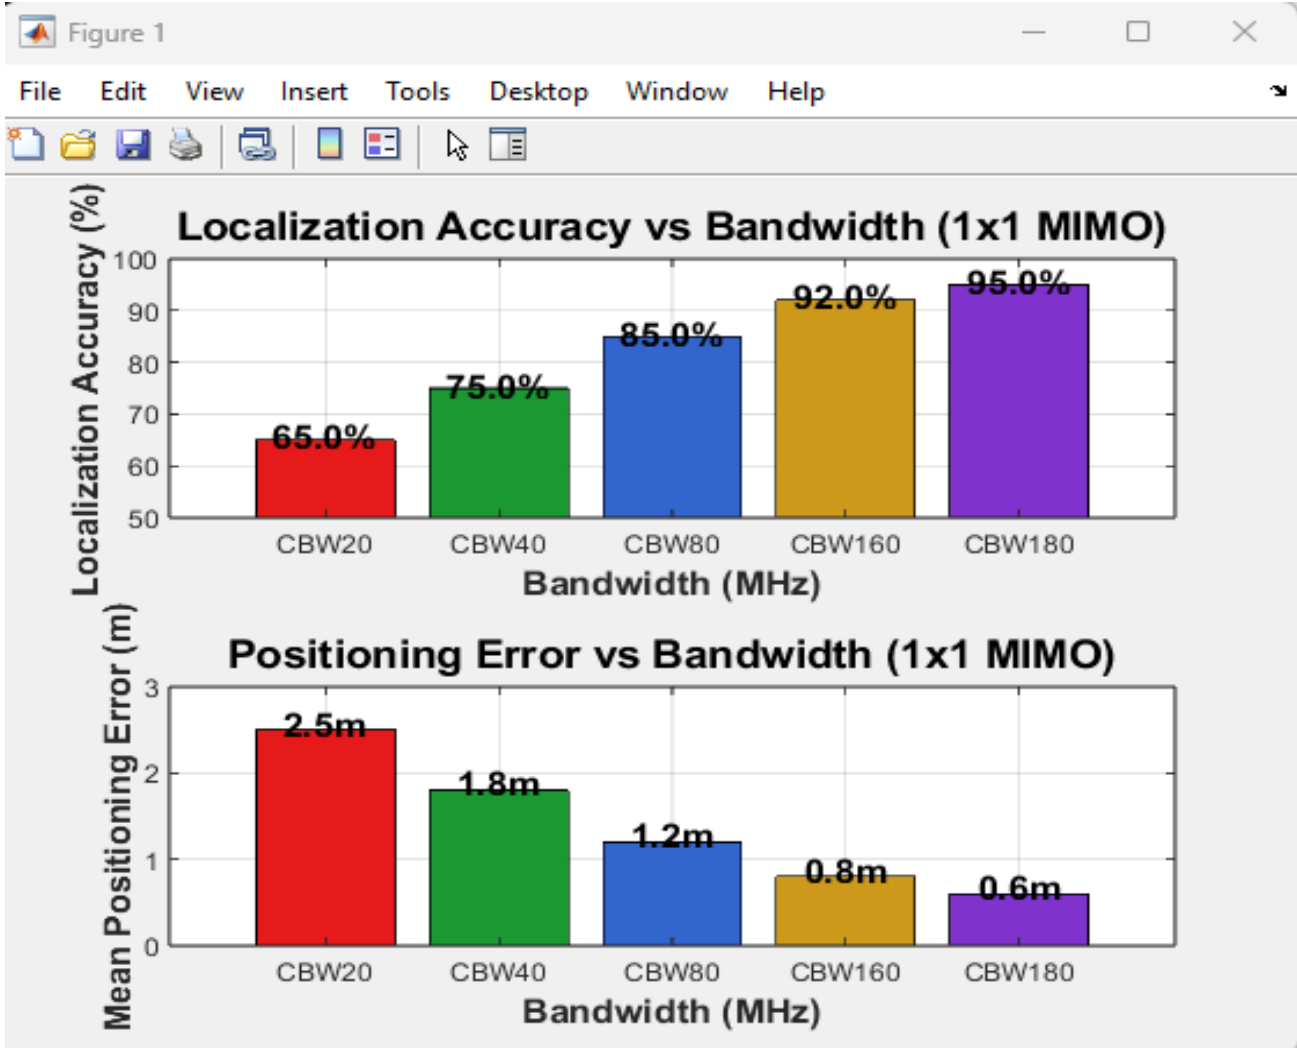 Figure 1
File Edit View Insert Tools Desktop Window Help
Localization Accuracy vs Bandwidth (1x1 MIMO)
Localization Accuracy (%)
100
90
80
70
60
50
65.0%
75.0%
85.0%
92.0%
95.0%
CBW20 CBW40 CBW80 CBW160 CBW180
Bandwidth (MHz)
Positioning Error vs Bandwidth (1x1 MIMO)
Mean Positioning Error (m)
3
2
1
0
2.5m
1.8m
1.2m
0.8m
0.6m
CBW20 CBW40 CBW80 CBW160 CBW180
Bandwidth (MHz)